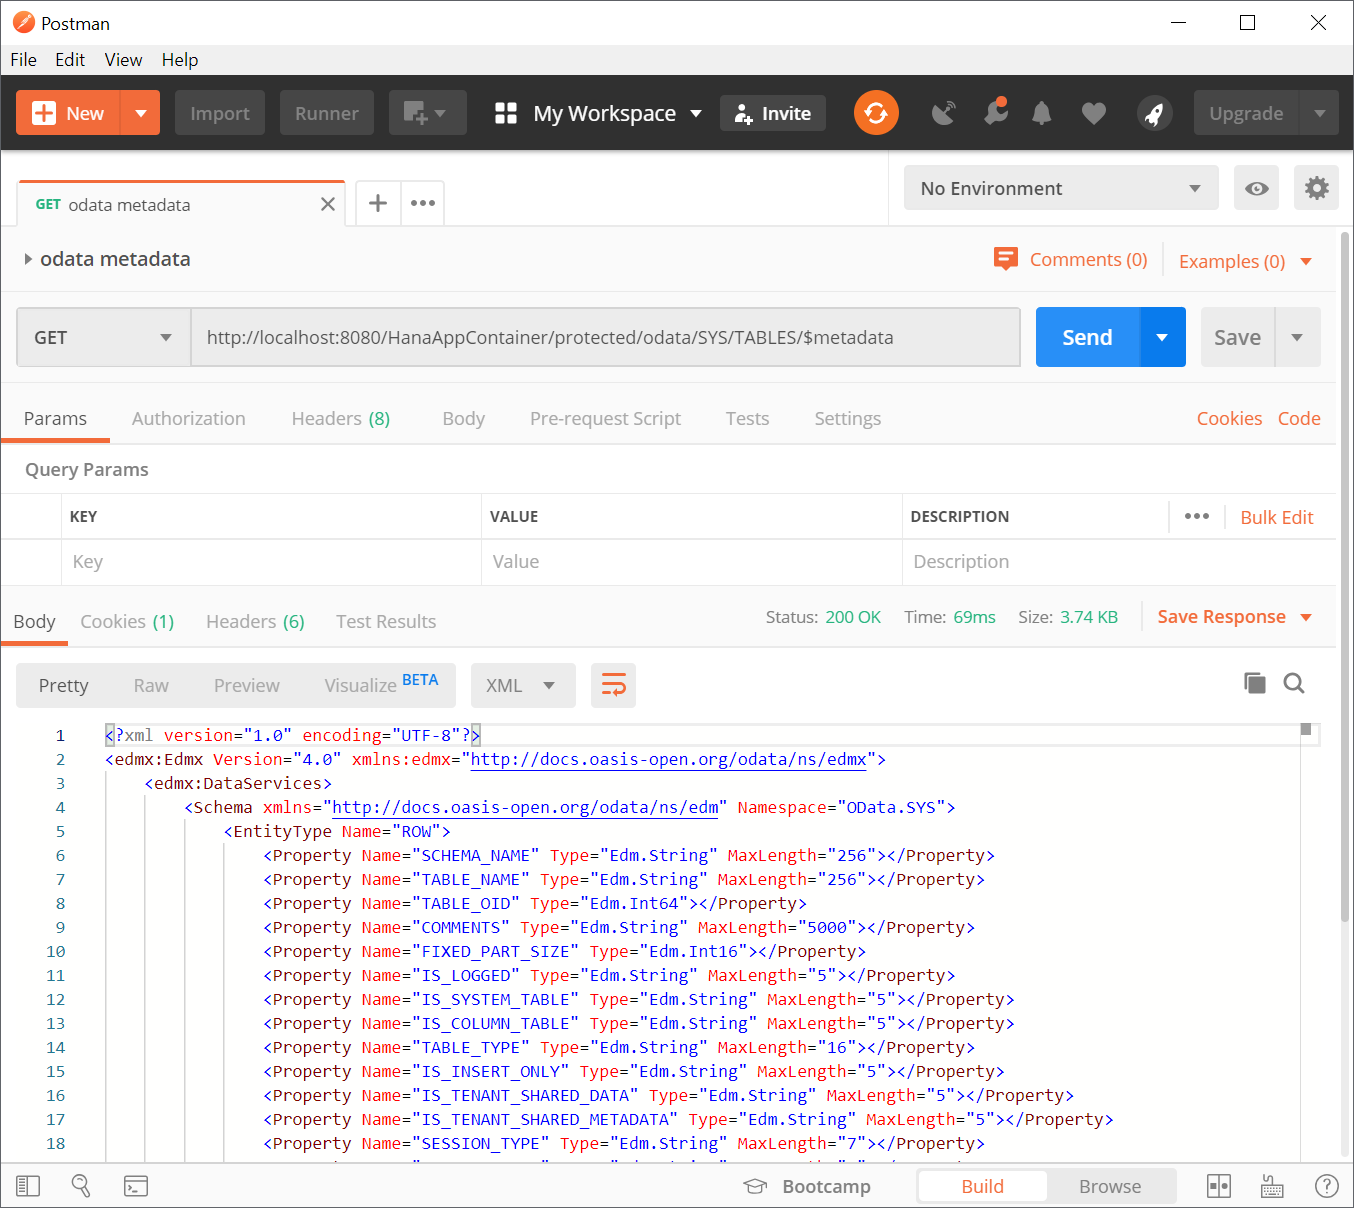 Postman
File Edit View Help
New Import Runner My Workspace Invite Upgrade
GET odata metadata No Environment
odata metadata Comments (0) Examples (0)
GET http://localhost:8080/HanaAppContainer/protected/odata/SYS/TABLES/$metadata Send Save
Params Authorization Headers (8) Body Pre-request Script Tests Settings Cookies Code
Query Params
KEY VALUE DESCRIPTION Bulk Edit
Key Value Description
Body Cookies (1) Headers (6) Test Results Status: 200 OK Time: 69ms Size: 3.74 KB Save Response
Pretty Raw Preview Visualize BETA XML
1 <?xml version="1.0" encoding="UTF-8"?>
2 <edmx:Edmx Version="4.0" xmlns:edmx="http://docs.oasis-open.org/odata/ns/edmx">
3 <edmx:DataServices>
4 <Schema xmlns="http://docs.oasis-open.org/odata/ns/edm" Namespace="OData.SYS">
5 <EntityType Name="ROW">
6 <Property Name="SCHEMA_NAME" Type="Edm.String" MaxLength="256"></Property>
7 <Property Name="TABLE_NAME" Type="Edm.String" MaxLength="256"></Property>
8 <Property Name="TABLE_OID" Type="Edm.Int64"></Property>
9 <Property Name="COMMENTS" Type="Edm.String" MaxLength="5000"></Property>
10 <Property Name="FIXED_PART_SIZE" Type="Edm.Int16"></Property>
11 <Property Name="IS_LOGGED" Type="Edm.String" MaxLength="5"></Property>
12 <Property Name="IS_SYSTEM_TABLE" Type="Edm.String" MaxLength="5"></Property>
13 <Property Name="IS_COLUMN_TABLE" Type="Edm.String" MaxLength="5"></Property>
14 <Property Name="TABLE_TYPE" Type="Edm.String" MaxLength="16"></Property>
15 <Property Name="IS_INSERT_ONLY" Type="Edm.String" MaxLength="5"></Property>
16 <Property Name="IS_TENANT_SHARED_DATA" Type="Edm.String" MaxLength="5"></Property>
17 <Property Name="IS_TENANT_SHARED_METADATA" Type="Edm.String" MaxLength="5"></Property>
18 <Property Name="SESSION_TYPE" Type="Edm.String" MaxLength="7"></Property>
Bootcamp Build Browse